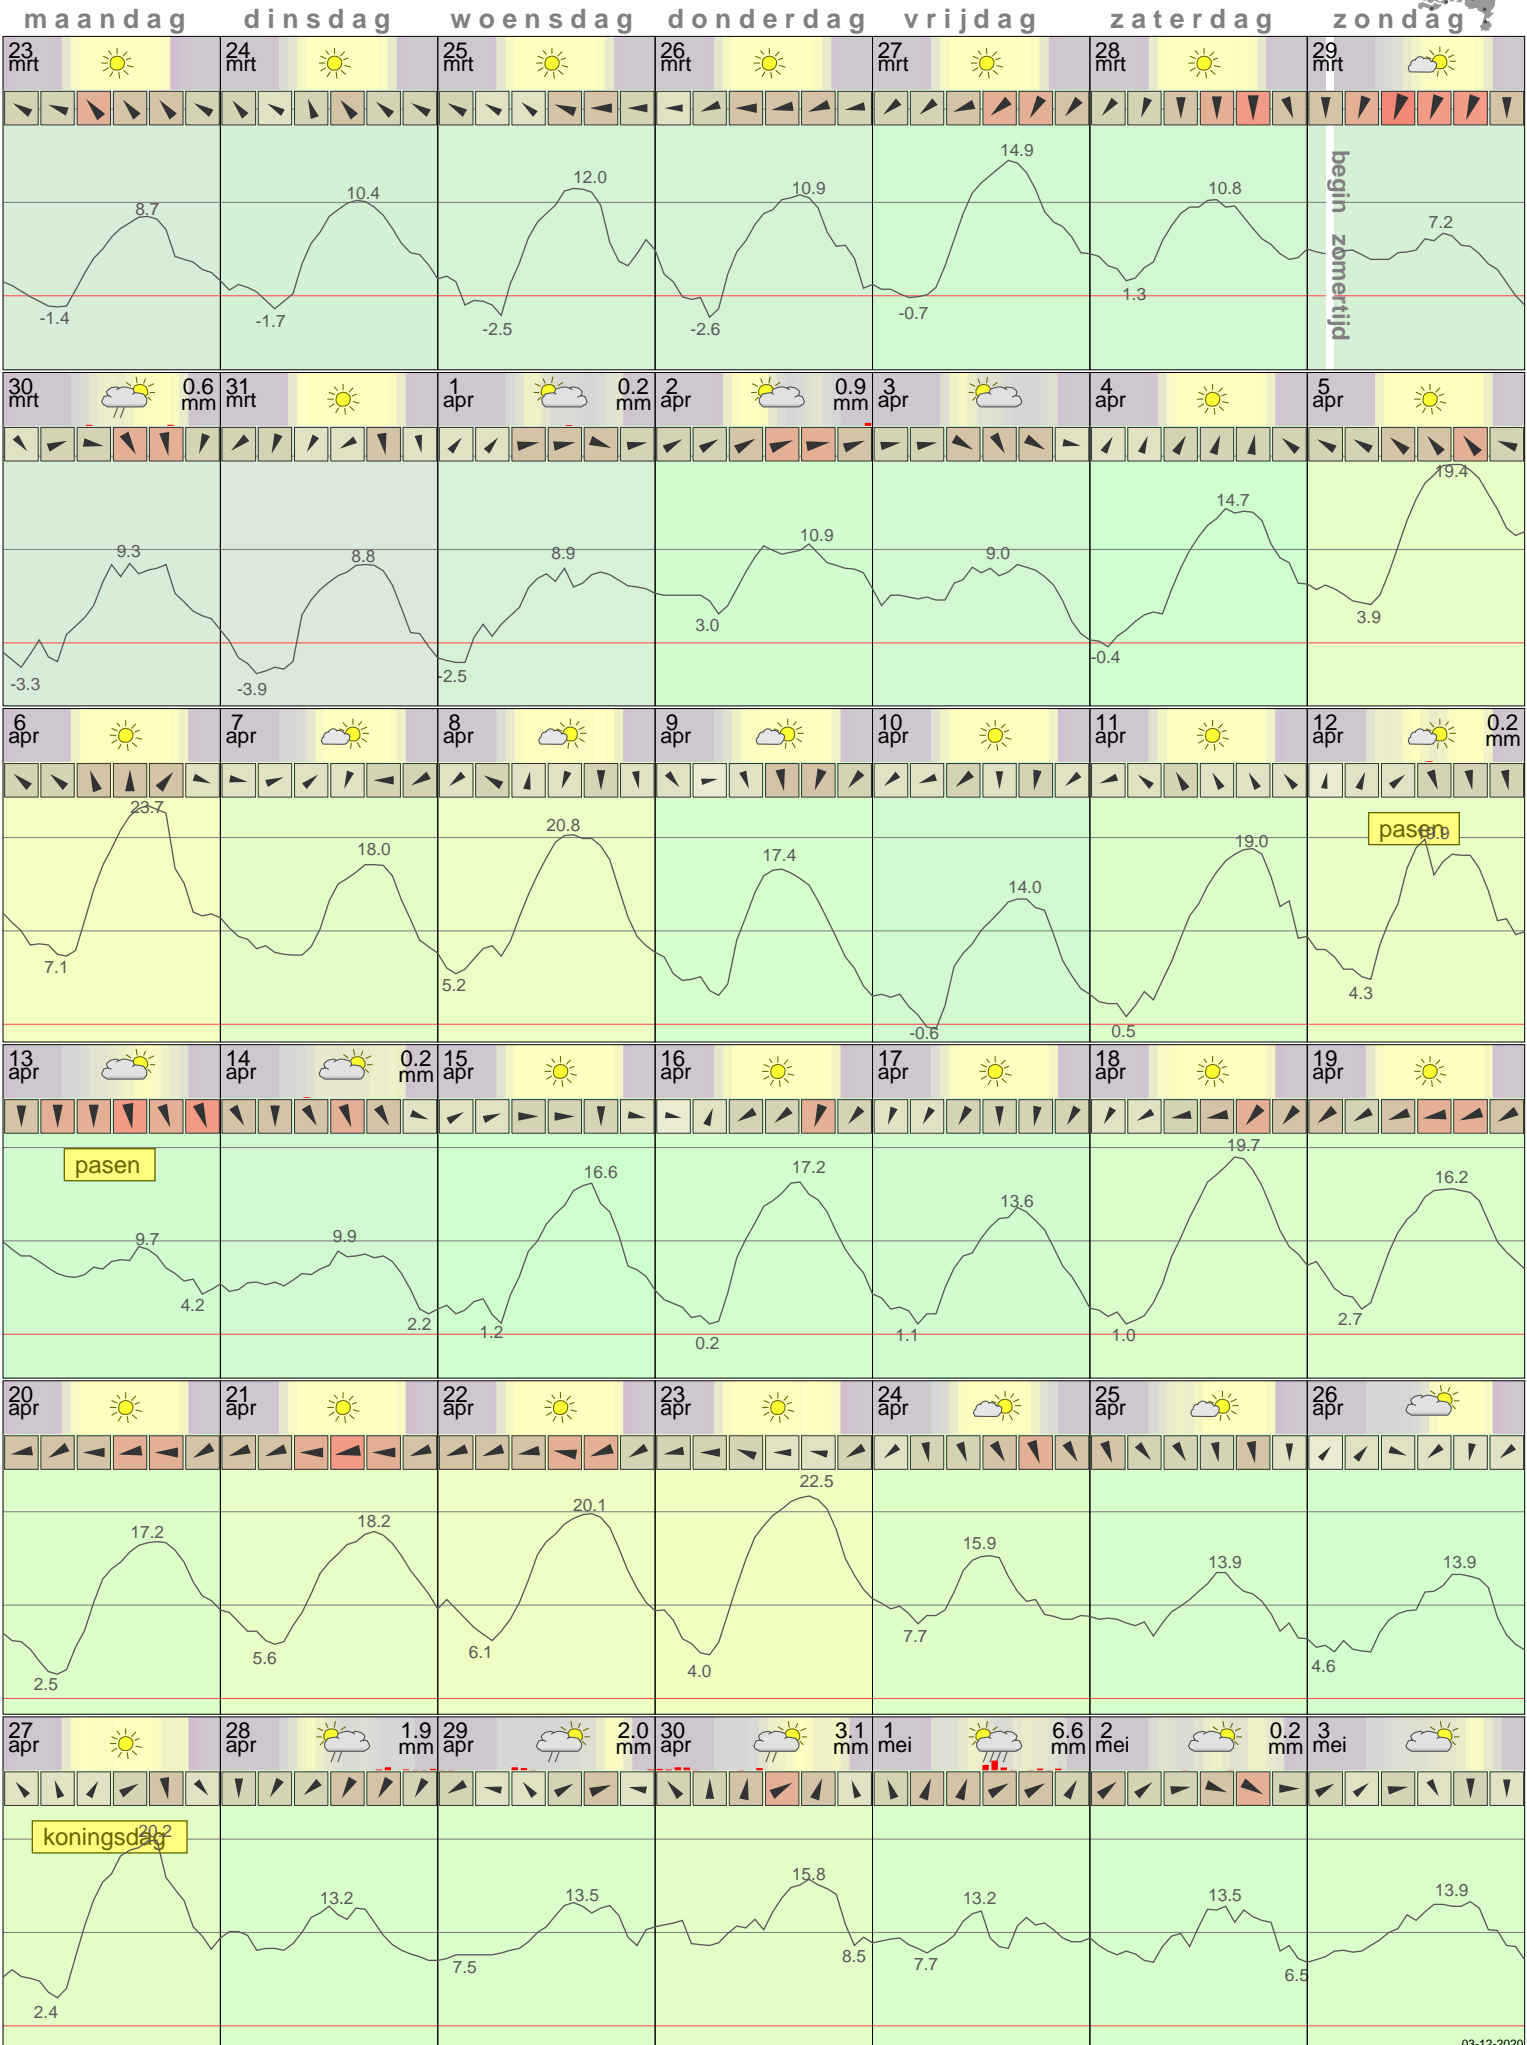 maandag dinsdag woensdag donderdag vrijdag zaterdag zondag
23 24 25 26 27 28 29
mrt mrt mrt mrt mrt mrt mrt
8.7 10.4 12.0 10.9 14.9 10.8 7.2
-1.4 -1.7 -2.5 -2.6 -0.7 1.3
begin zomertijd
30 0.6 31 1 0.2 2 0.9 3 4 5
mrt mm mrt apr mm apr mm apr apr apr
9.3 8.8 8.9 10.9 9.0 14.7 19.4
-3.3 -3.9 -2.5 3.0 -0.4 3.9
6 7 8 9 10 11 12 0.2
apr apr apr apr apr apr apr mm
pasen
23.7 18.0 20.8 17.4 14.0 19.0 19.9
7.1 5.2 -0.6 0.5 4.3
13 14 0.2 15 16 17 18 19
apr apr mm apr apr apr apr apr
pasen
9.7 9.9 16.6 17.2 13.6 19.7 16.2
4.2 2.2 1.2 0.2 1.1 1.0 2.7
20 21 22 23 24 25 26
apr apr apr apr apr apr apr
17.2 18.2 20.1 22.5 15.9 13.9 13.9
2.5 5.6 6.1 4.0 7.7 4.6
27 28 1.9 29 2.0 30 3.1 1 6.6 2 0.2 3
apr apr mm apr mm apr mm mei mm mei mm mei
koningsdag
20.2 13.2 13.5 15.8 13.2 13.5 13.9
2.4 7.5 8.5 7.7 6.5
03-12-2020